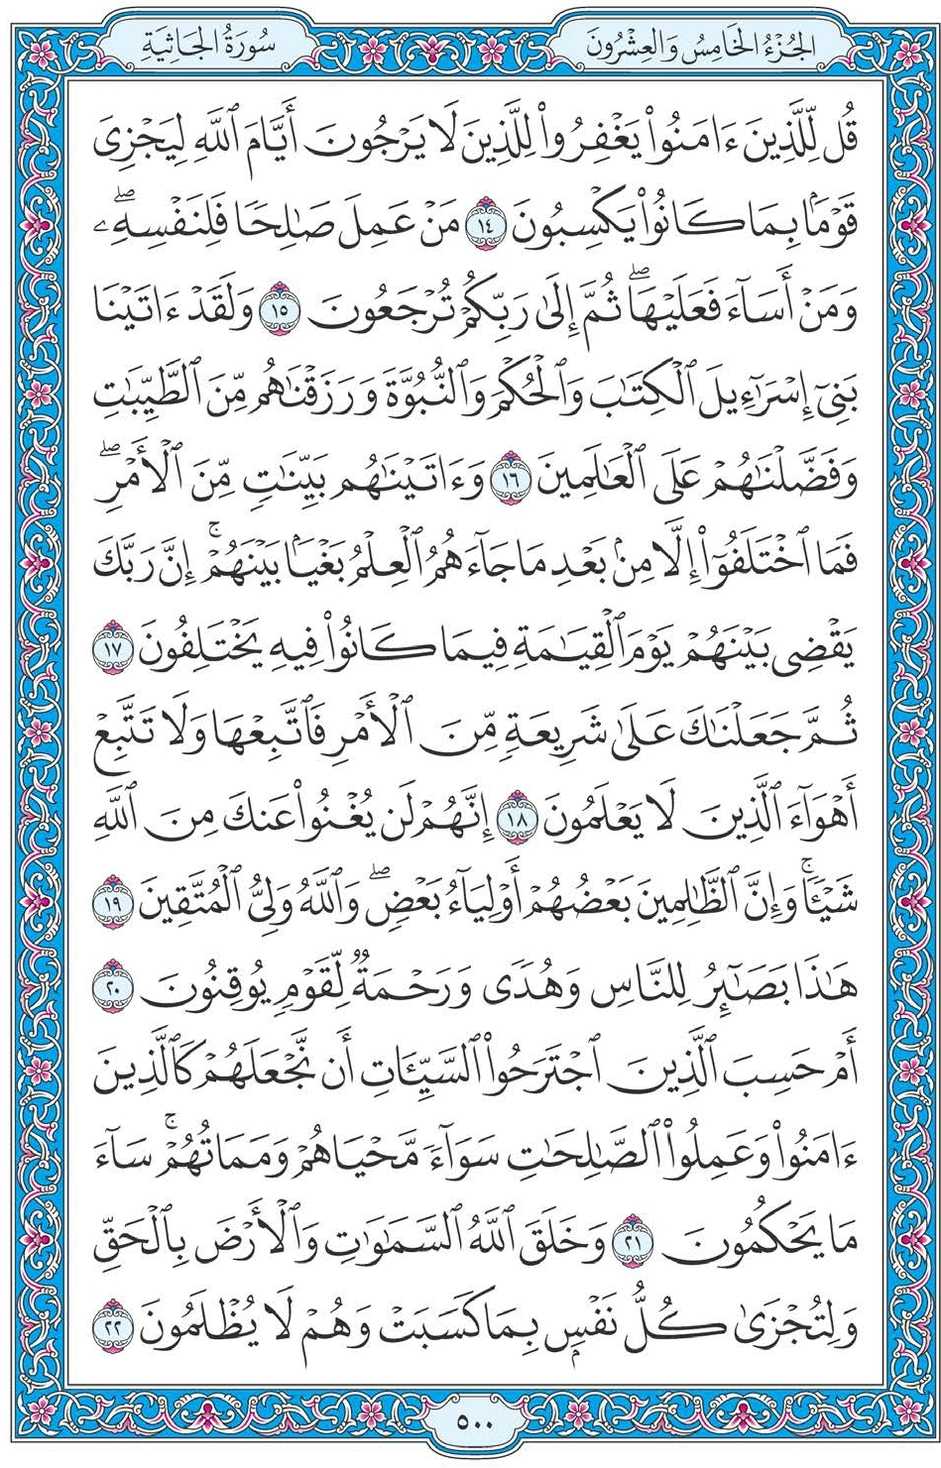 الجُزْءُ الخَامِسُ وَالعِشْرُونَ
سُورَةُ الجَاثِيَةِ
قُل لِّلَّذِينَ ءَامَنُوا۟ يَغْفِرُوا۟ لِلَّذِينَ لَا يَرْجُونَ أَيَّامَ ٱللَّهِ لِيَجْزِىَ
قَوْمًۢا بِمَا كَانُوا۟ يَكْسِبُونَ ١٤ مَنْ عَمِلَ صَـٰلِحًا فَلِنَفْسِهِۦ ۖ
وَمَنْ أَسَآءَ فَعَلَيْهَا ۖ ثُمَّ إِلَىٰ رَبِّكُمْ تُرْجَعُونَ ١٥ وَلَقَدْ ءَاتَيْنَا
بَنِىٓ إِسْرَٰٓءِيلَ ٱلْكِتَـٰبَ وَٱلْحُكْمَ وَٱلنُّبُوَّةَ وَرَزَقْنَـٰهُم مِّنَ ٱلطَّيِّبَـٰتِ
وَفَضَّلْنَـٰهُمْ عَلَى ٱلْعَـٰلَمِينَ ١٦ وَءَاتَيْنَـٰهُم بَيِّنَـٰتٍ مِّنَ ٱلْأَمْرِ ۖ
فَمَا ٱخْتَلَفُوٓا۟ إِلَّا مِنۢ بَعْدِ مَا جَآءَهُمُ ٱلْعِلْمُ بَغْيًۢا بَيْنَهُمْ ۚ إِنَّ رَبَّكَ
يَقْضِى بَيْنَهُمْ يَوْمَ ٱلْقِيَـٰمَةِ فِيمَا كَانُوا۟ فِيهِ يَخْتَلِفُونَ ١٧
ثُمَّ جَعَلْنَـٰكَ عَلَىٰ شَرِيعَةٍ مِّنَ ٱلْأَمْرِ فَٱتَّبِعْهَا وَلَا تَتَّبِعْ
أَهْوَآءَ ٱلَّذِينَ لَا يَعْلَمُونَ ١٨ إِنَّهُمْ لَن يُغْنُوا۟ عَنكَ مِنَ ٱللَّهِ
شَيْـًٔا ۚ وَإِنَّ ٱلظَّـٰلِمِينَ بَعْضُهُمْ أَوْلِيَآءُ بَعْضٍ ۖ وَٱللَّهُ وَلِىُّ ٱلْمُتَّقِينَ ١٩
هَـٰذَا بَصَـٰٓئِرُ لِلنَّاسِ وَهُدًى وَرَحْمَةٌ لِّقَوْمٍ يُوقِنُونَ ٢٠
أَمْ حَسِبَ ٱلَّذِينَ ٱجْتَرَحُوا۟ ٱلسَّيِّـَٔاتِ أَن نَّجْعَلَهُمْ كَٱلَّذِينَ
ءَامَنُوا۟ وَعَمِلُوا۟ ٱلصَّـٰلِحَـٰتِ سَوَآءً مَّحْيَاهُمْ وَمَمَاتُهُمْ ۚ سَآءَ
مَا يَحْكُمُونَ ٢١ وَخَلَقَ ٱللَّهُ ٱلسَّمَـٰوَٰتِ وَٱلْأَرْضَ بِٱلْحَقِّ
وَلِتُجْزَىٰ كُلُّ نَفْسٍۭ بِمَا كَسَبَتْ وَهُمْ لَا يُظْلَمُونَ ٢٢
٥٠٠